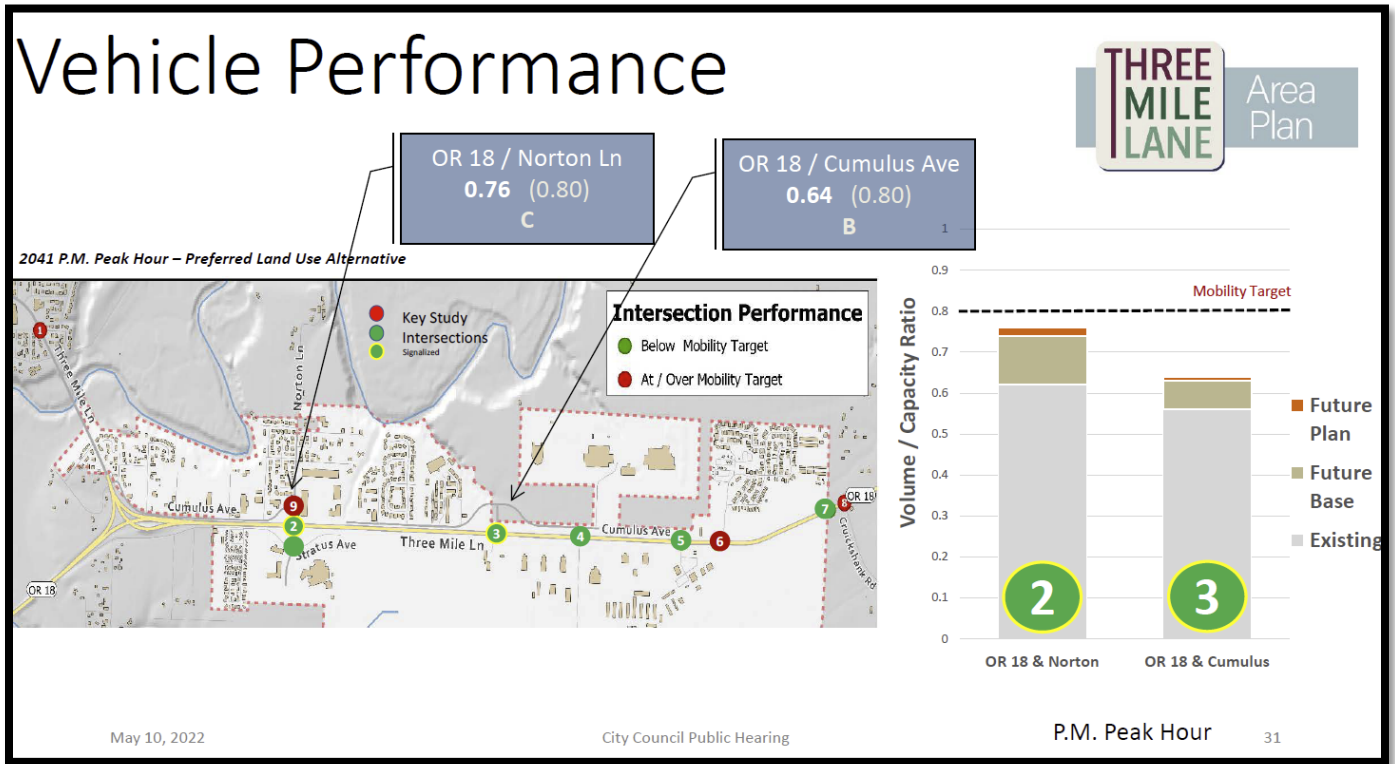 Vehicle Performance
THREE
MILE
LANE
Area
Plan
OR 18 / Norton Ln
0.76 (0.80)
C
OR 18 / Cumulus Ave
0.64 (0.80)
B
2041 P.M. Peak Hour – Preferred Land Use Alternative
Key Study
Intersections
Signalized
Intersection Performance
Below Mobility Target
At / Over Mobility Target
1
Three Mile Ln
Norton Ln
Cumulus Ave
9
2
Stratus Ave
Three Mile Ln
3
4
Cumulus Ave
5
6
7
8
OR 18
Cruickshank Rd
OR 18
Volume / Capacity Ratio
1
0.9
0.8
0.7
0.6
0.5
0.4
0.3
0.2
0.1
0
Mobility Target
2
3
OR 18 & Norton
OR 18 & Cumulus
Future
Plan
Future
Base
Existing
P.M. Peak Hour
May 10, 2022
City Council Public Hearing
31